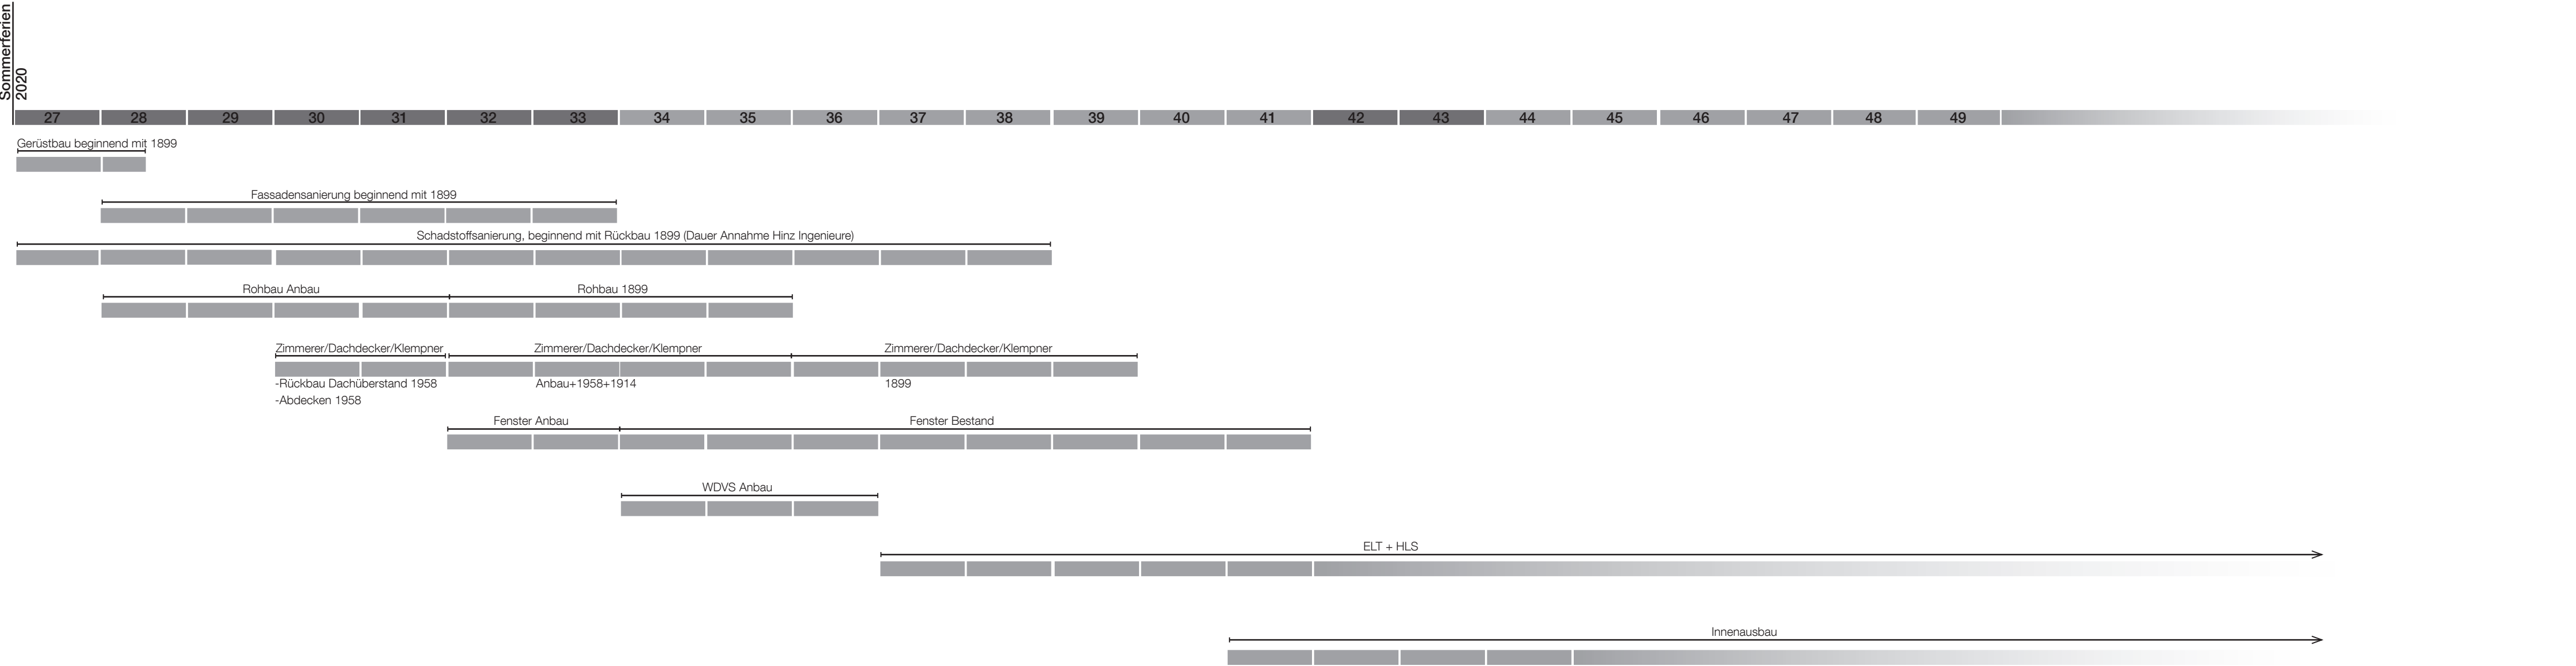 Sommerferien
2020
27 28 29 30 31 32 33 34 35 36 37 38 39 40 41 42 43 44 45 46 47 48 49
Gerüstbau beginnend mit 1899
Fassadensanierung beginnend mit 1899
Schadstoffsanierung, beginnend mit Rückbau 1899 (Dauer Annahme Hinz Ingenieure)
Rohbau Anbau Rohbau 1899
Zimmerer/Dachdecker/Klempner Zimmerer/Dachdecker/Klempner Zimmerer/Dachdecker/Klempner
-Rückbau Dachüberstand 1958 Anbau+1958+1914 1899
-Abdecken 1958
Fenster Anbau Fenster Bestand
WDVS Anbau
ELT + HLS
Innenausbau